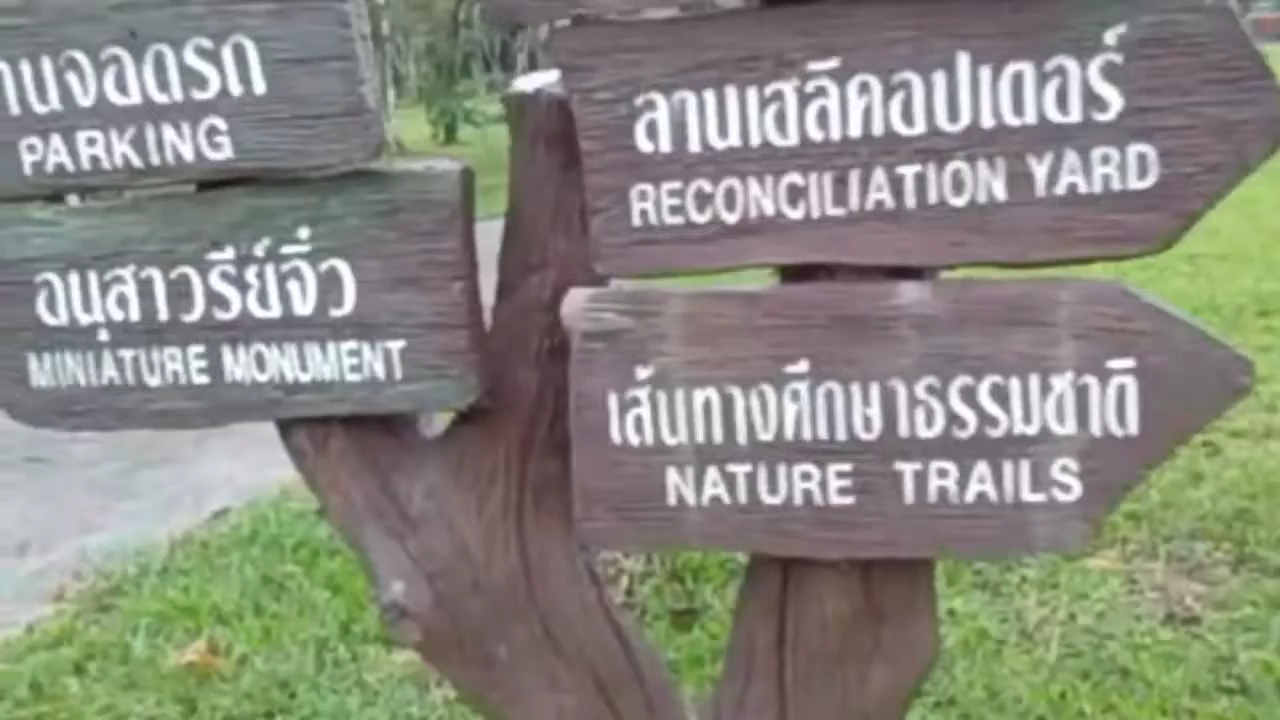 านจอดรถ
PARKING
อนุสาวรีย์จิ๋ว
MINIATURE MONUMENT
ลานเฮลิคอปเตอร์
RECONCILIATION YARD
เส้นทางศึกษาธรรมชาติ
NATURE TRAILS